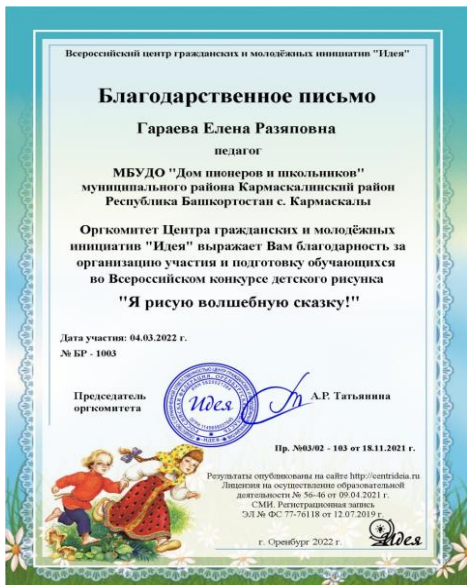 Всероссийский центр гражданских и молодёжных инициатив "Идея"
Благодарственное письмо
Гараева Елена Разяповна
педагог
МБУДО "Дом пионеров и школьников"
муниципального района Кармаскалинский район
Республика Башкортостан с. Кармаскалы
Оргкомитет Центра гражданских и молодёжных
инициатив "Идея" выражает Вам благодарность за
организацию участия и подготовку обучающихся
во Всероссийском конкурсе детского рисунка
"Я рисую волшебную сказку!"
Дата участия: 04.03.2022 г.
№ БР - 1003
Председатель
оргкомитета
Идея
А.Р. Татьянина
Пр. №03/02 - 103 от 18.11.2021 г.
Результаты опубликованы на сайте http://centrideia.ru
Лицензия на осуществление образовательной
деятельности № 56-46 от 09.04.2021 г.
СМИ. Регистрационная запись
ЭЛ № ФС 77-76118 от 12.07.2019 г.
г. Оренбург 2022 г.
Идея